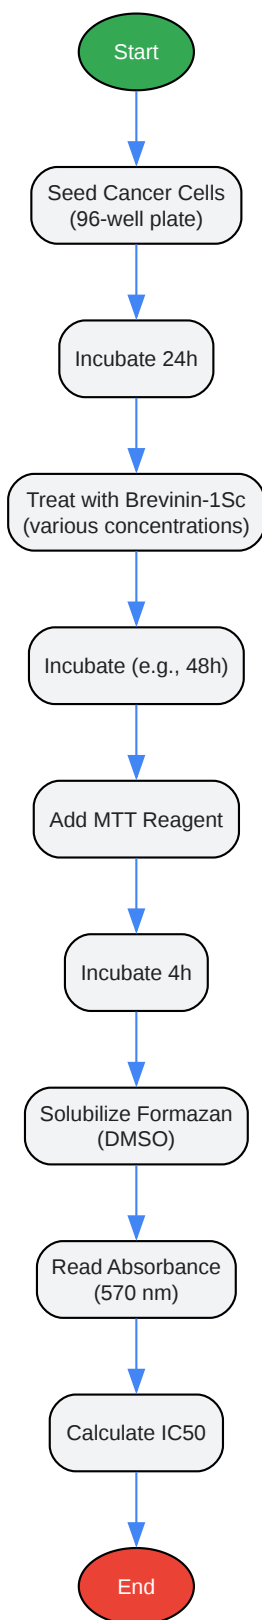 Start
Seed Cancer Cells
(96-well plate)
Incubate 24h
Treat with Brevinin-1Sc
(various concentrations)
Incubate (e.g., 48h)
Add MTT Reagent
Incubate 4h
Solubilize Formazan
(DMSO)
Read Absorbance
(570 nm)
Calculate IC50
End